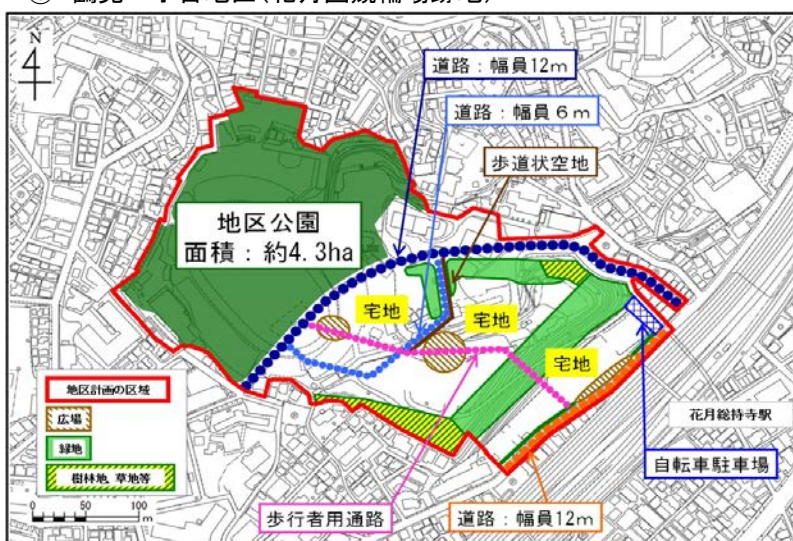 N
道路：幅員12m
道路：幅員６m
歩道状空地
地区公園
面積：約4.3ha
宅地
宅地
宅地
地区計画の区域
広場
緑地
樹林地、草地等
0
50
100
m
花月総持寺駅
自転車駐車場
歩行者用通路
道路：幅員12m